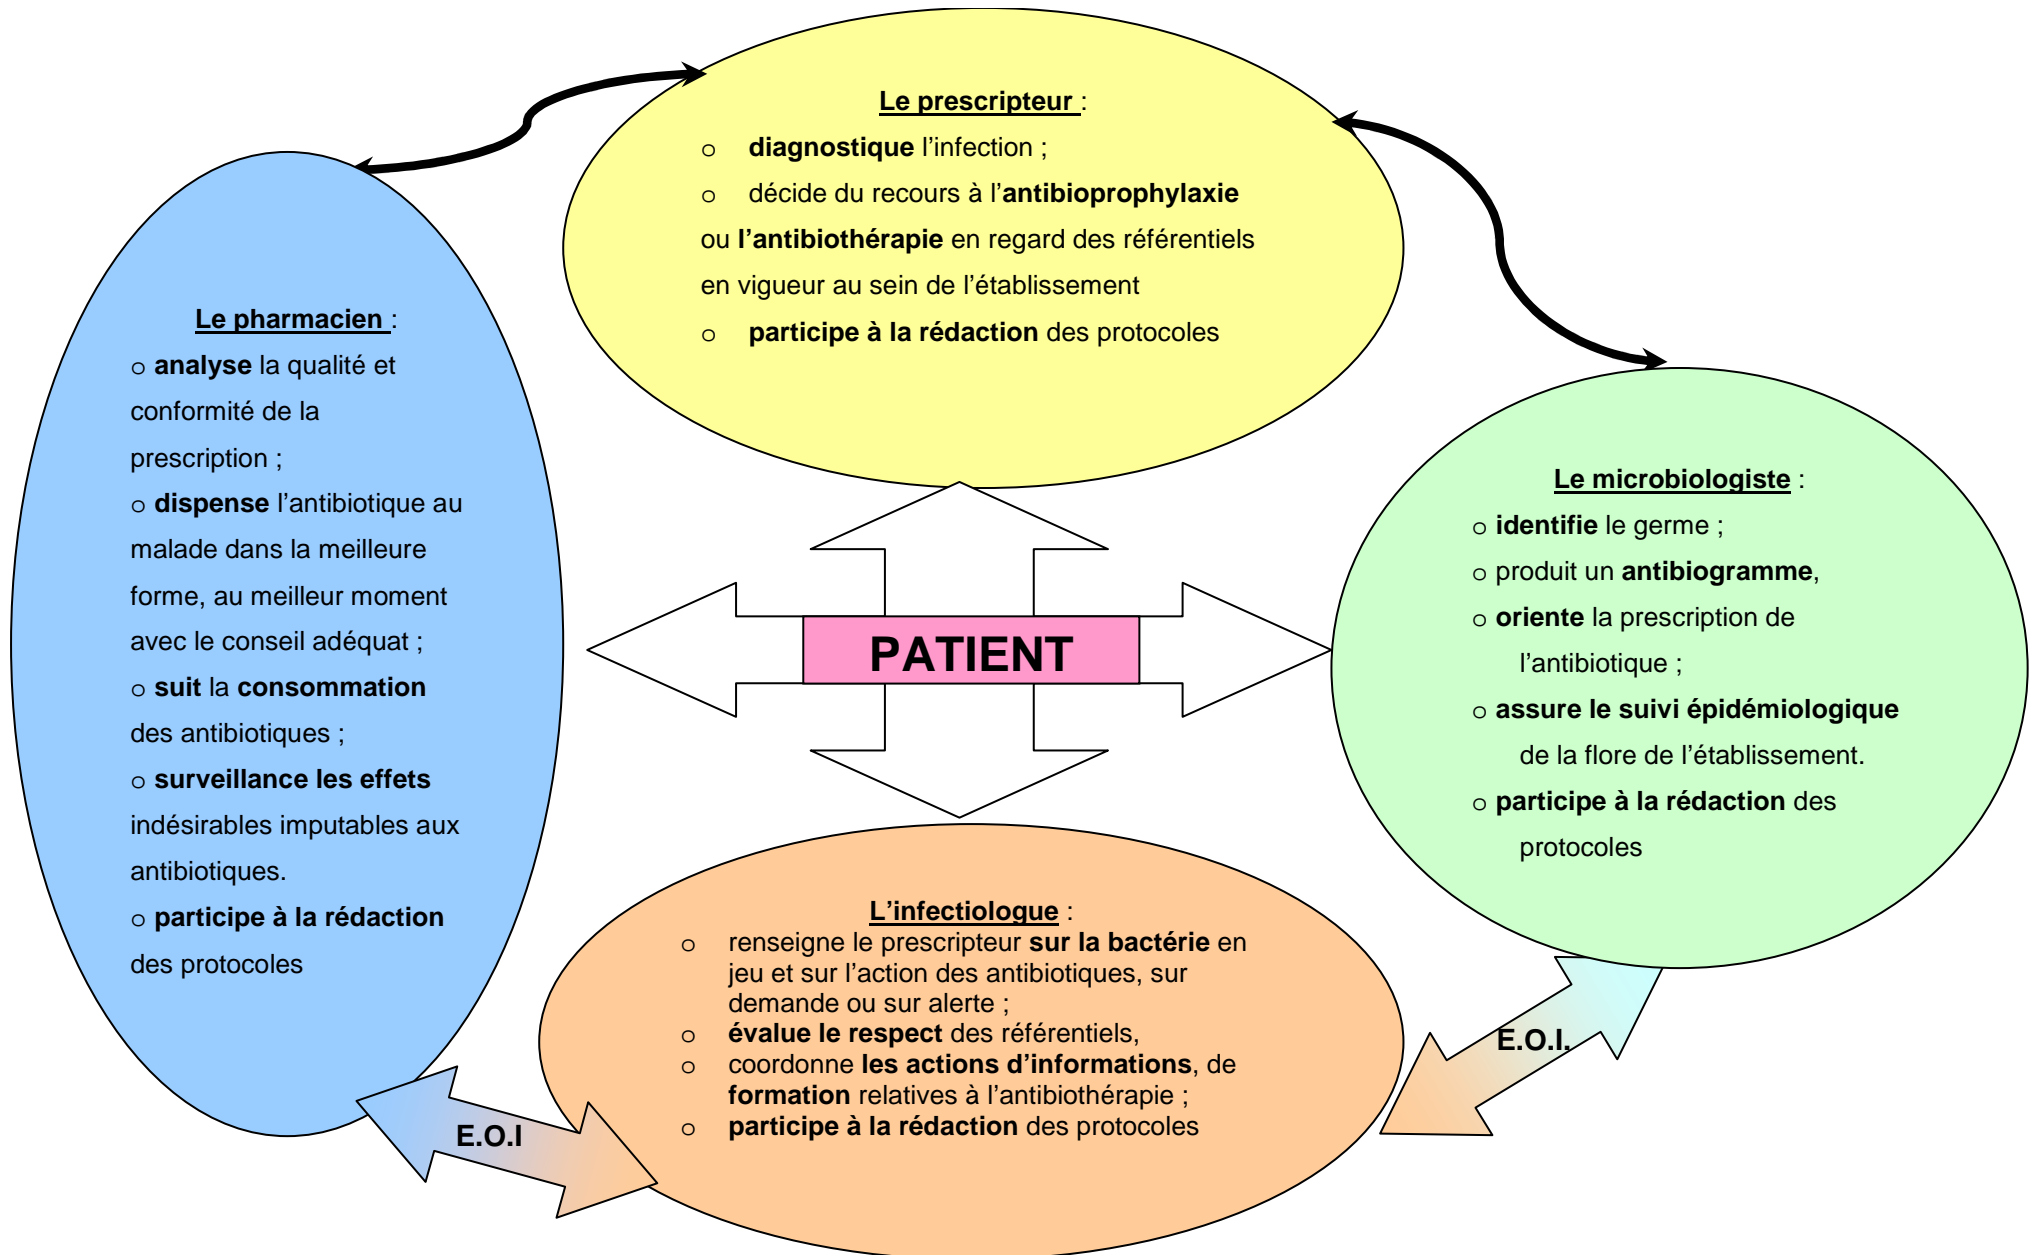 Le prescripteur :
o diagnostique l’infection ;
o décide du recours à l’antibioprophylaxie
ou l’antibiothérapie en regard des référentiels
en vigueur au sein de l’établissement
o participe à la rédaction des protocoles
Le pharmacien :
o analyse la qualité et
conformité de la
prescription ;
o dispense l’antibiotique au
malade dans la meilleure
forme, au meilleur moment
avec le conseil adéquat ;
o suit la consommation
des antibiotiques ;
o surveillance les effets
indésirables imputables aux
antibiotiques.
o participe à la rédaction
des protocoles
PATIENT
Le microbiologiste :
o identifie le germe ;
o produit un antibiogramme,
o oriente la prescription de
l’antibiotique ;
o assure le suivi épidémiologique
de la flore de l’établissement.
o participe à la rédaction des
protocoles
L’infectiologue :
o renseigne le prescripteur sur la bactérie en
jeu et sur l’action des antibiotiques, sur
demande ou sur alerte ;
o évalue le respect des référentiels,
o coordonne les actions d’informations, de
formation relatives à l’antibiothérapie ;
o participe à la rédaction des protocoles
E.O.I
E.O.I.